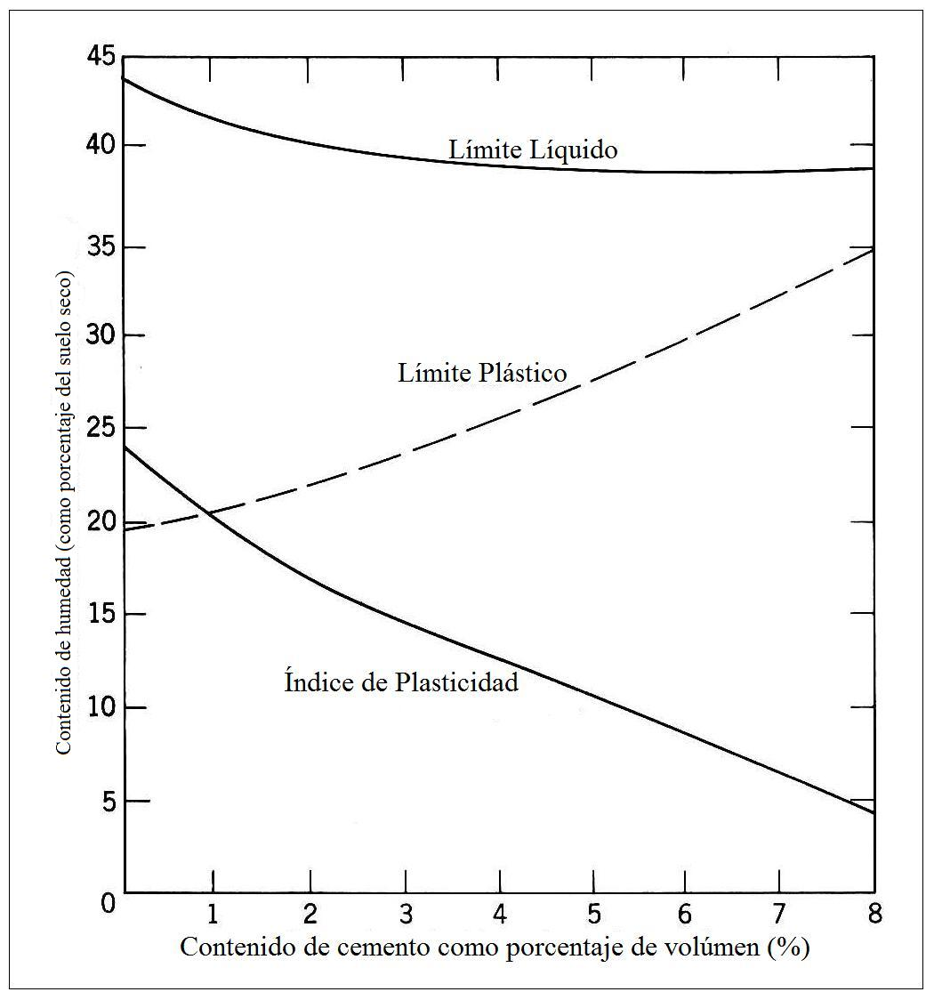 45
40
35
30
25
20
15
10
5
0
Contenido de humedad (como porcentaje del suelo seco)
Límite Líquido
Límite Plástico
Índice de Plasticidad
1 2 3 4 5 6 7 8
Contenido de cemento como porcentaje de volúmen (%)